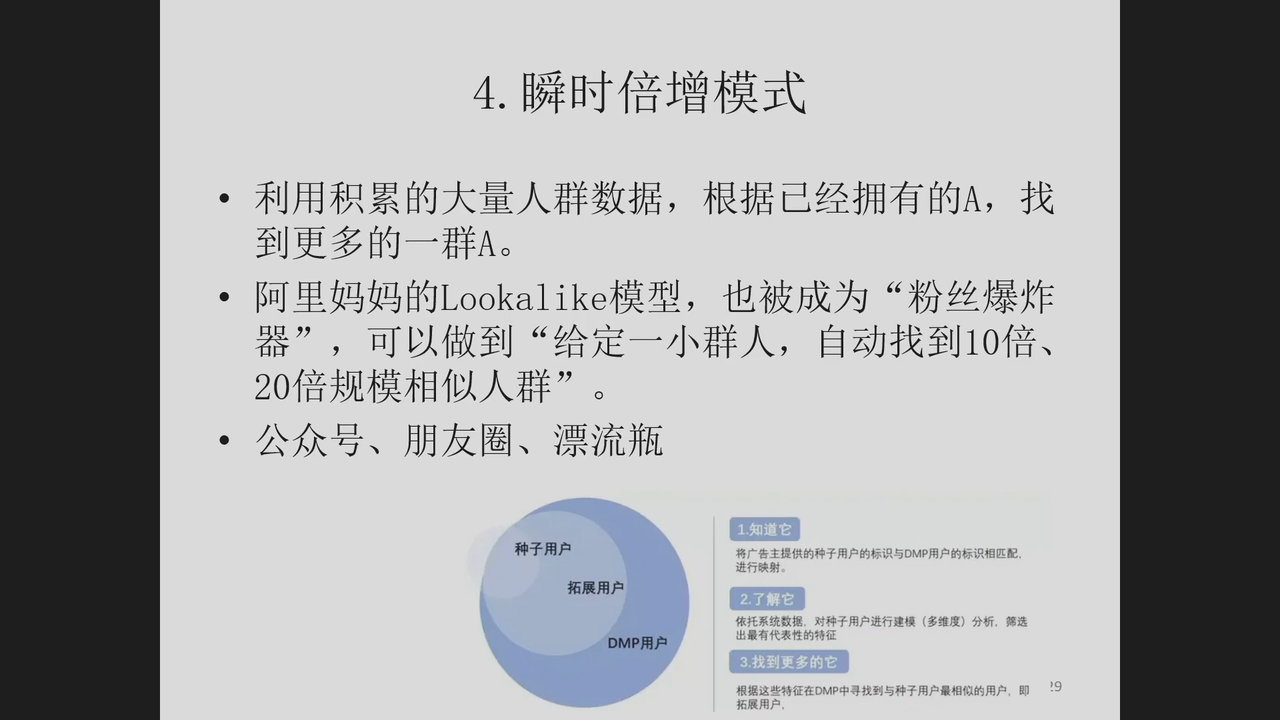 4.瞬时倍增模式
• 利用积累的大量人群数据，根据已经拥有的A，找
到更多的一群A。
• 阿里妈妈的Lookalike模型，也被成为“粉丝爆炸
器”，可以做到“给定一小群人，自动找到10倍、
20倍规模相似人群”。
• 公众号、朋友圈、漂流瓶
种子用户
拓展用户
DMP用户
1.知道它
将广告主提供的种子用户的标识与DMP用户的标识相匹配，
进行映射。
2.了解它
依托系统数据，对种子用户进行建模（多维度）分析，筛选
出最有代表性的特征
3.找到更多的它
根据这些特征在DMP中寻找到与种子用户最相似的用户，即
拓展用户，
29